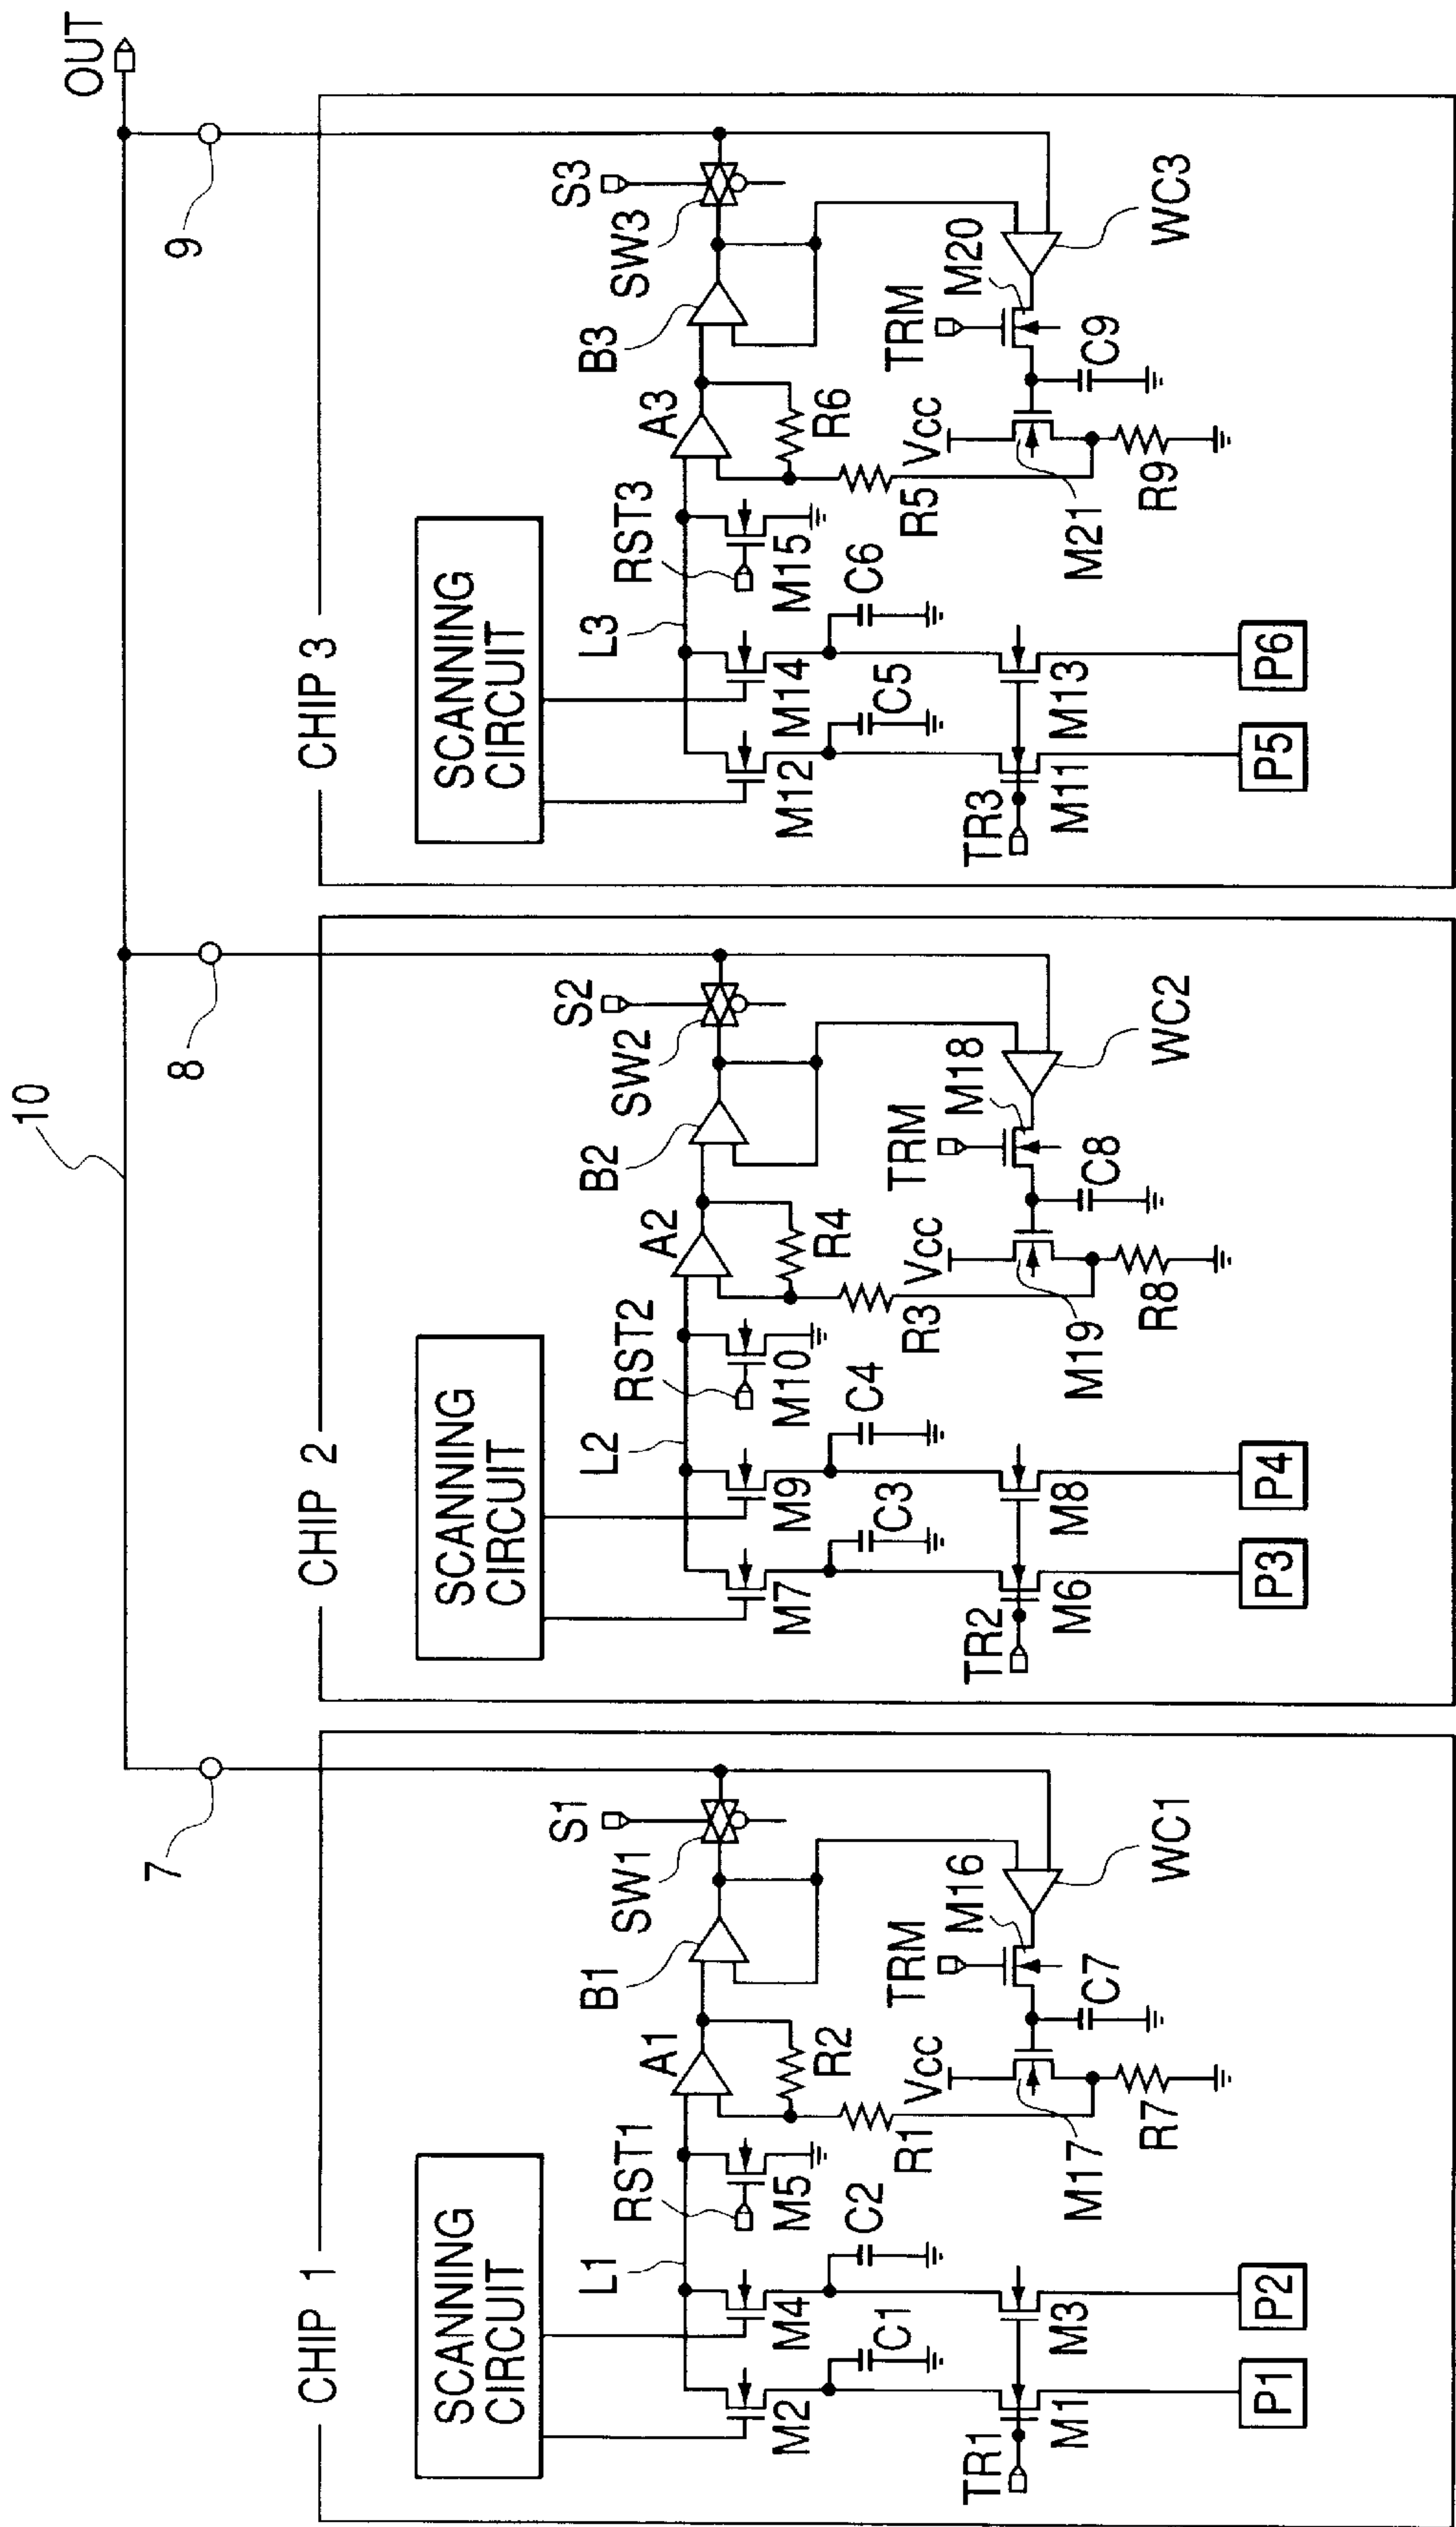 10
OUT
7
8
9
CHIP 1
SCANNING
CIRCUIT
L1
RST1
A1
B1
SW1
S1
M2
M4
M5
C1
C2
R1
R2
Vcc
TRM
M16
TR1
M1
M3
M17
R7
C7
WC1
P1
P2
CHIP 2
SCANNING
CIRCUIT
L2
RST2
A2
B2
SW2
S2
M7
M9
M10
C3
C4
R3
R4
Vcc
TRM
M18
TR2
M6
M8
M19
R8
C8
WC2
P3
P4
CHIP 3
SCANNING
CIRCUIT
L3
RST3
A3
B3
SW3
S3
M12
M14
M15
C5
C6
R5
R6
Vcc
TRM
M20
TR3
M11
M13
M21
R9
C9
WC3
P5
P6